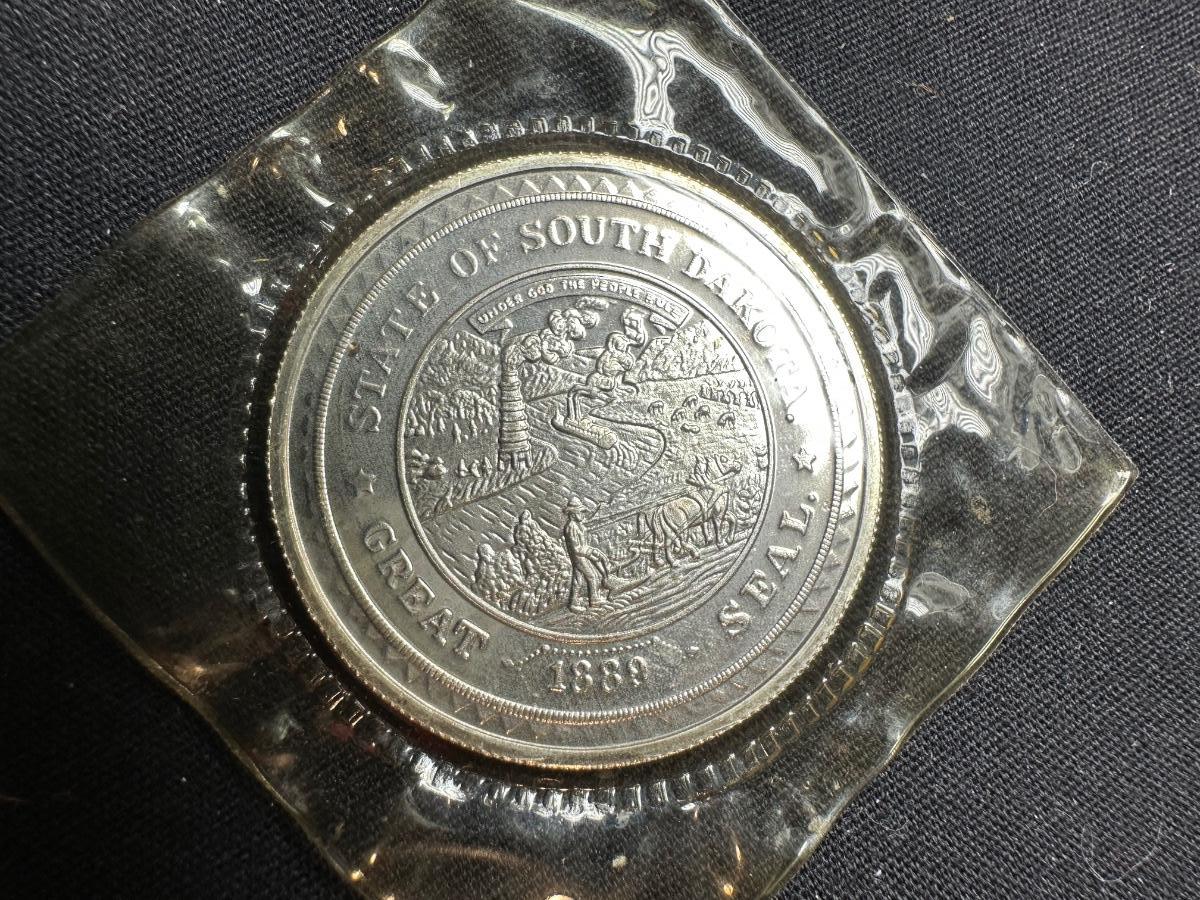 STATE OF SOUTH DAKOTA.
UNDER GOD THE PEOPLE RULE
GREAT SEAL.
1889